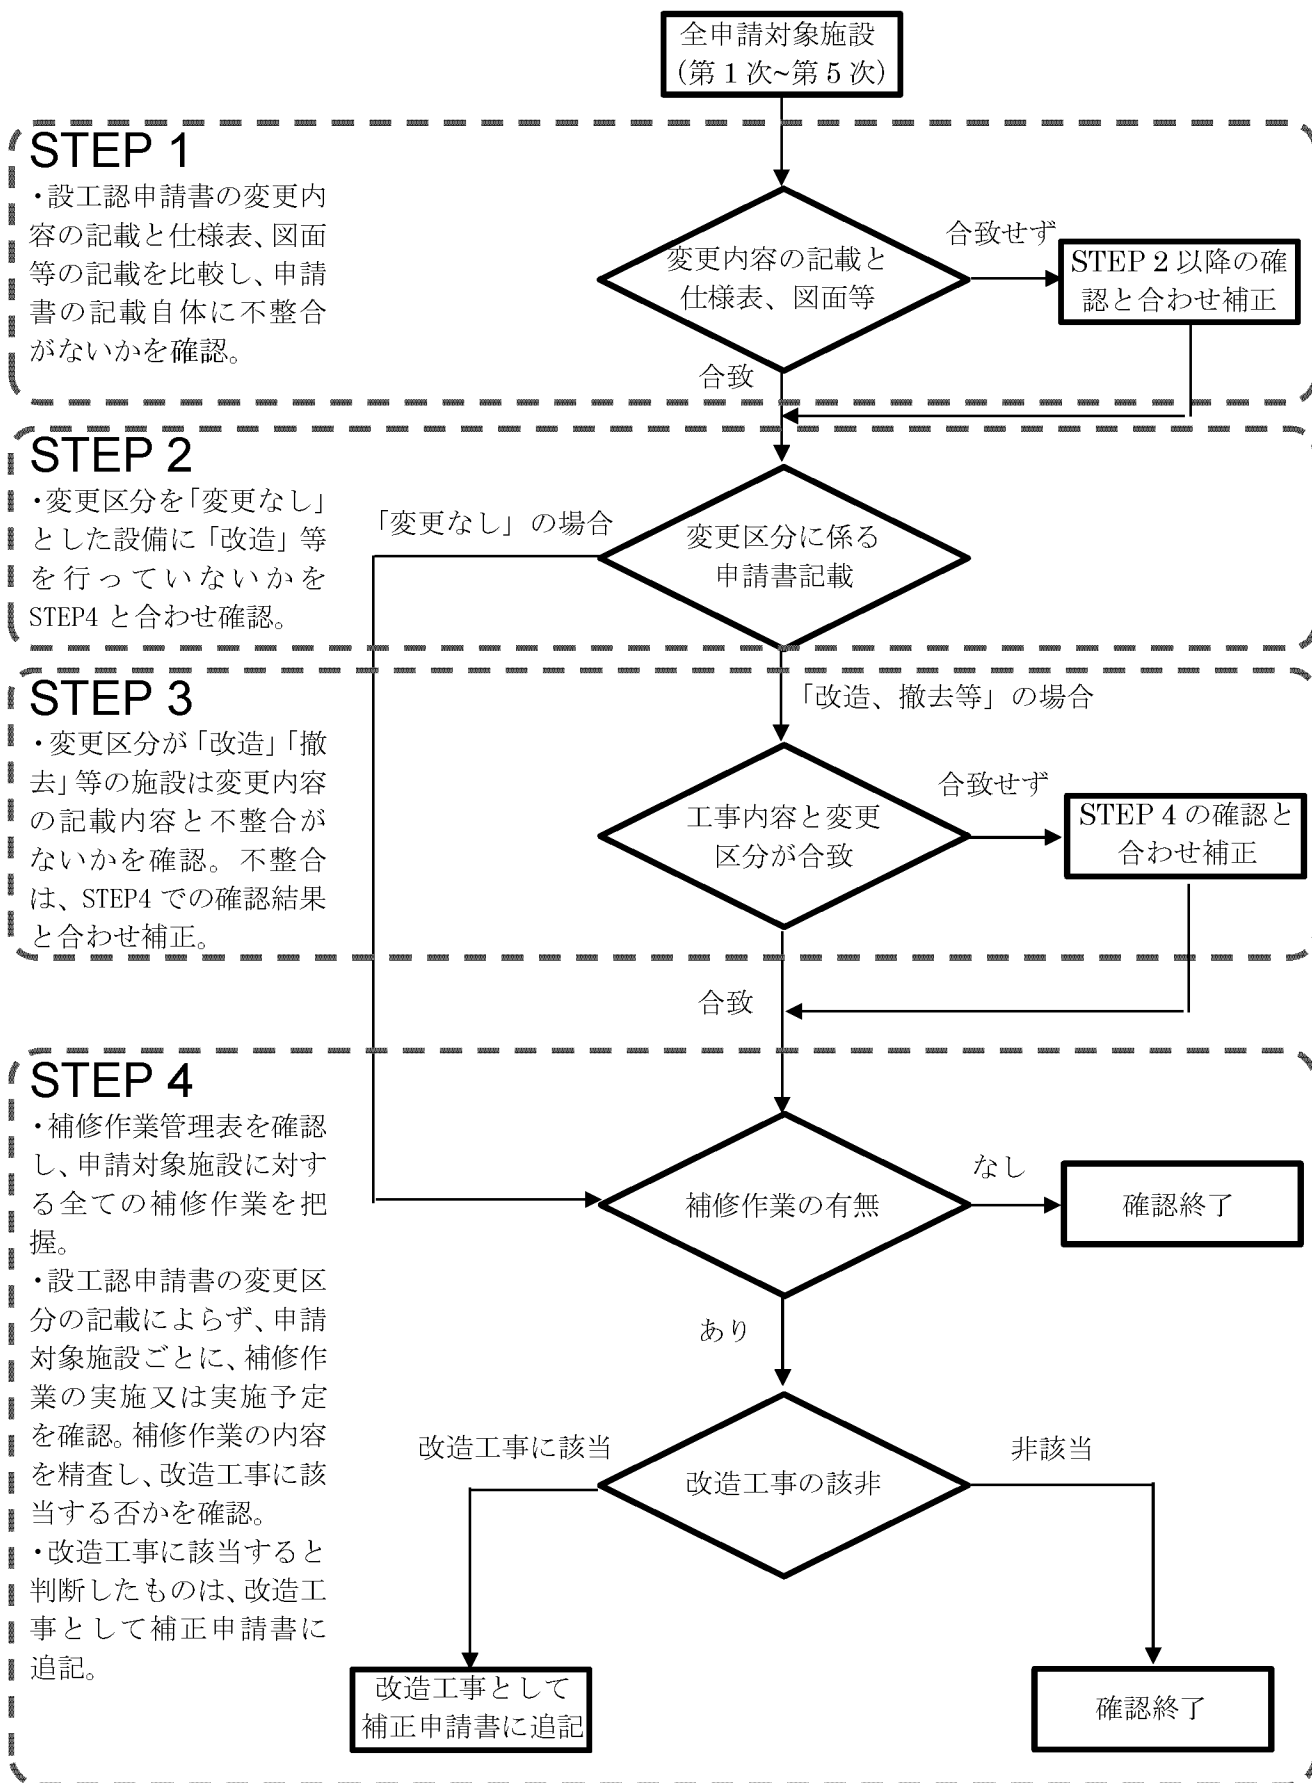 全申請対象施設
(第1次~第5次)
STEP 1
・設工認申請書の変更内
容の記載と仕様表、図面
等の記載を比較し、申請
書の記載自体に不整合
がないかを確認。
変更内容の記載と
仕様表、図面等
合致せず
STEP 2 以降の確
認と合わせ補正
合致
STEP 2
・変更区分を「変更なし」
とした設備に「改造」等
を行っていないかを
STEP4 と合わせ確認。
「変更なし」の場合
変更区分に係る
申請書記載
STEP 3
・変更区分が「改造」「撤
去」等の施設は変更内容
の記載内容と不整合が
ないかを確認。不整合
は、STEP4 での確認結果
と合わせ補正。
「改造、撤去等」の場合
工事内容と変更
区分が合致
合致せず
STEP 4 の確認と
合わせ補正
合致
STEP 4
・補修作業管理表を確認
し、申請対象施設に対す
る全ての補修作業を把
握。
・設工認申請書の変更区
分の記載によらず、申請
対象施設ごとに、補修作
業の実施又は実施予定
を確認。補修作業の内容
を精査し、改造工事に該
当する否かを確認。
・改造工事に該当すると
判断したものは、改造工
事として補正申請書に
追記。
補修作業の有無
なし
確認終了
あり
改造工事に該当
改造工事の該非
非該当
改造工事として
補正申請書に追記
確認終了